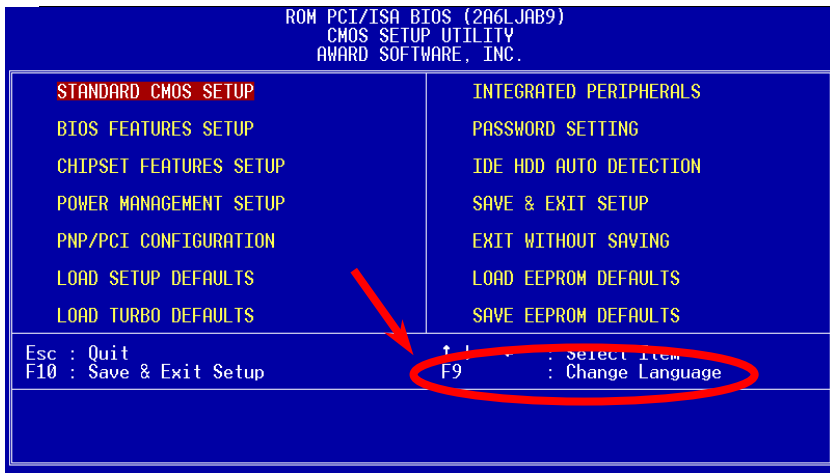 ROM PCI/ISA BIOS (2A6LJAB9)
CMOS SETUP UTILITY
AWARD SOFTWARE, INC.
STANDARD CMOS SETUP
BIOS FEATURES SETUP
CHIPSET FEATURES SETUP
POWER MANAGEMENT SETUP
PNP/PCI CONFIGURATION
LOAD SETUP DEFAULTS
LOAD TURBO DEFAULTS
INTEGRATED PERIPHERALS
PASSWORD SETTING
IDE HDD AUTO DETECTION
SAVE & EXIT SETUP
EXIT WITHOUT SAVING
LOAD EEPROM DEFAULTS
SAVE EEPROM DEFAULTS
Esc : Quit
F10 : Save & Exit Setup
↑ : Select Item
F9 : Change Language